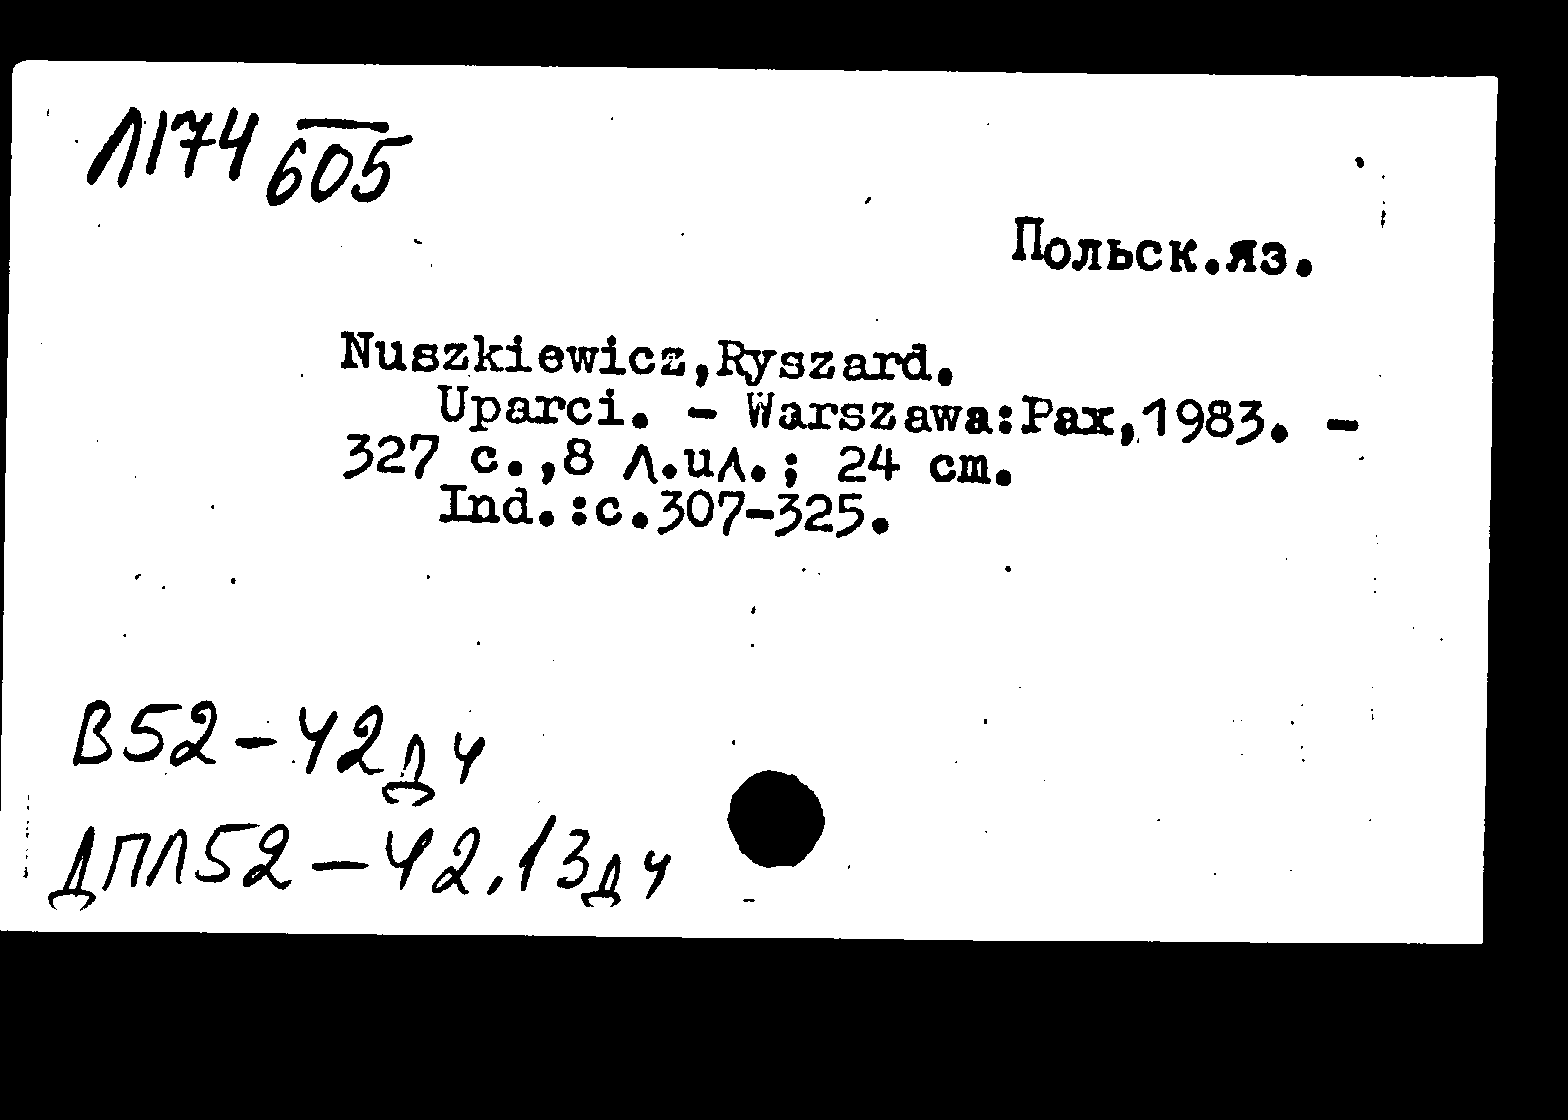 Л174 605
Польск.яз.
Nuszkiewicz,Ryszard.
Uparci. - Warszawa:Pax,1983. -
327 с.,8 л.ил.; 24 cm.
Ind.:с.307-325.
В52-42д4
ДПЛ52-42.13д4